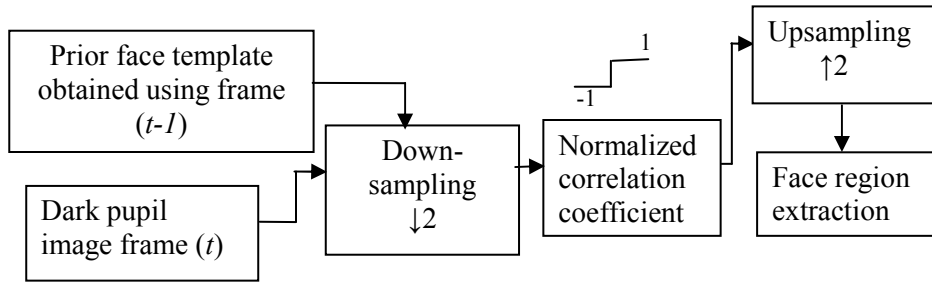 Prior face template
obtained using frame
(t-1)
Dark pupil
image frame (t)
Down-
sampling
↓2
1
-1
Normalized
correlation
coefficient
Upsampling
↑2
Face region
extraction